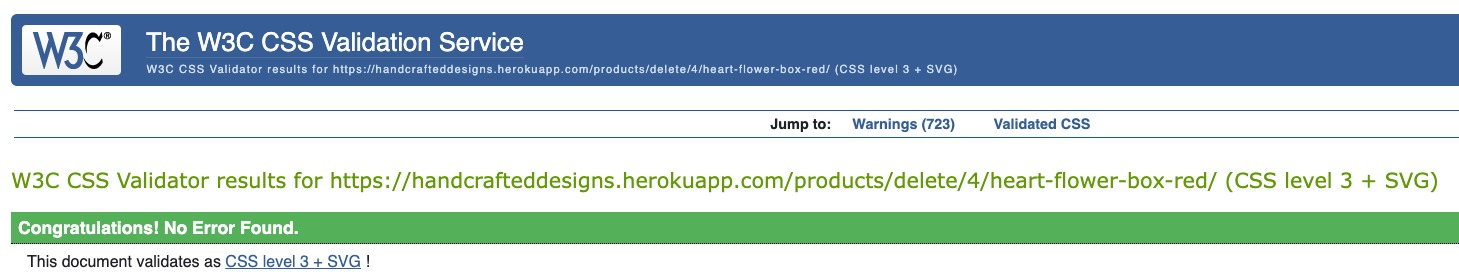 W3C®
The W3C CSS Validation Service
W3C CSS Validator results for https://handcrafteddesigns.herokuapp.com/products/delete/4/heart-flower-box-red/ (CSS level 3 + SVG)
Jump to: Warnings (723) Validated CSS
W3C CSS Validator results for https://handcrafteddesigns.herokuapp.com/products/delete/4/heart-flower-box-red/ (CSS level 3 + SVG)
Congratulations! No Error Found.
This document validates as CSS level 3 + SVG !